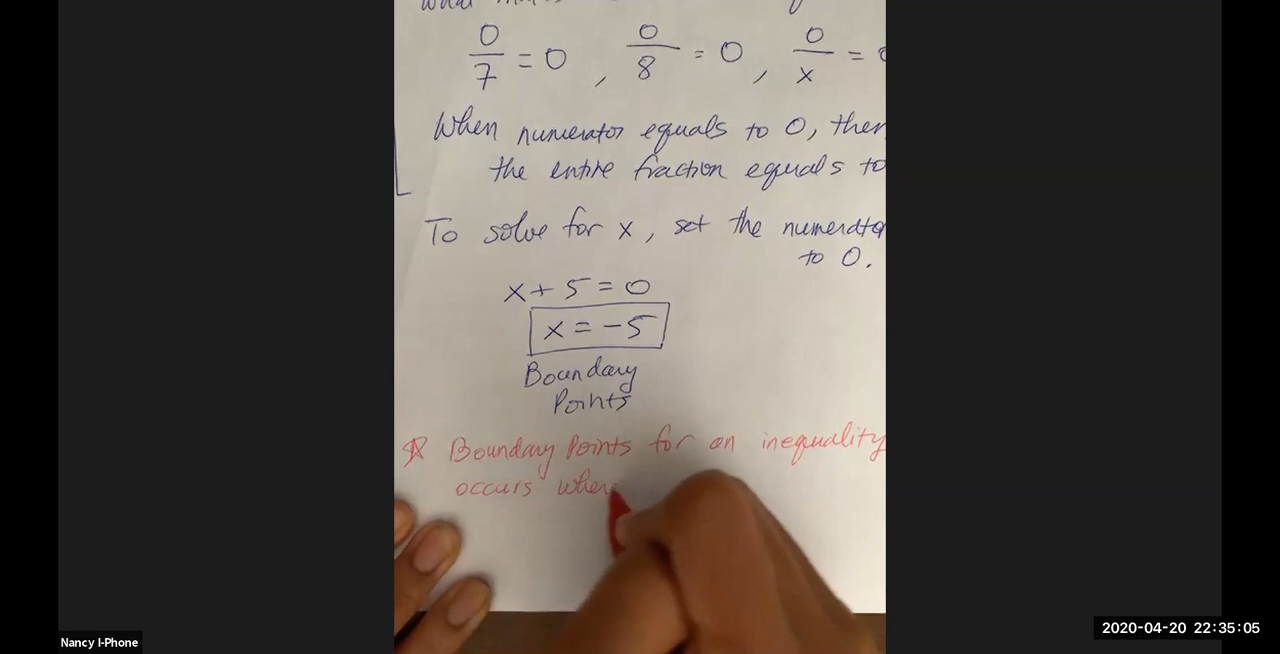 0/7 = 0 , 0/8 = 0 , 0/x =
When numerator equals to 0, then
the entire fraction equals to
To solve for x, set the numerator
to 0.
x + 5 = 0
x = -5
Boundary
Points
☆ Boundary Points for an inequality
occurs where
Nancy I-Phone
2020-04-20 22:35:05